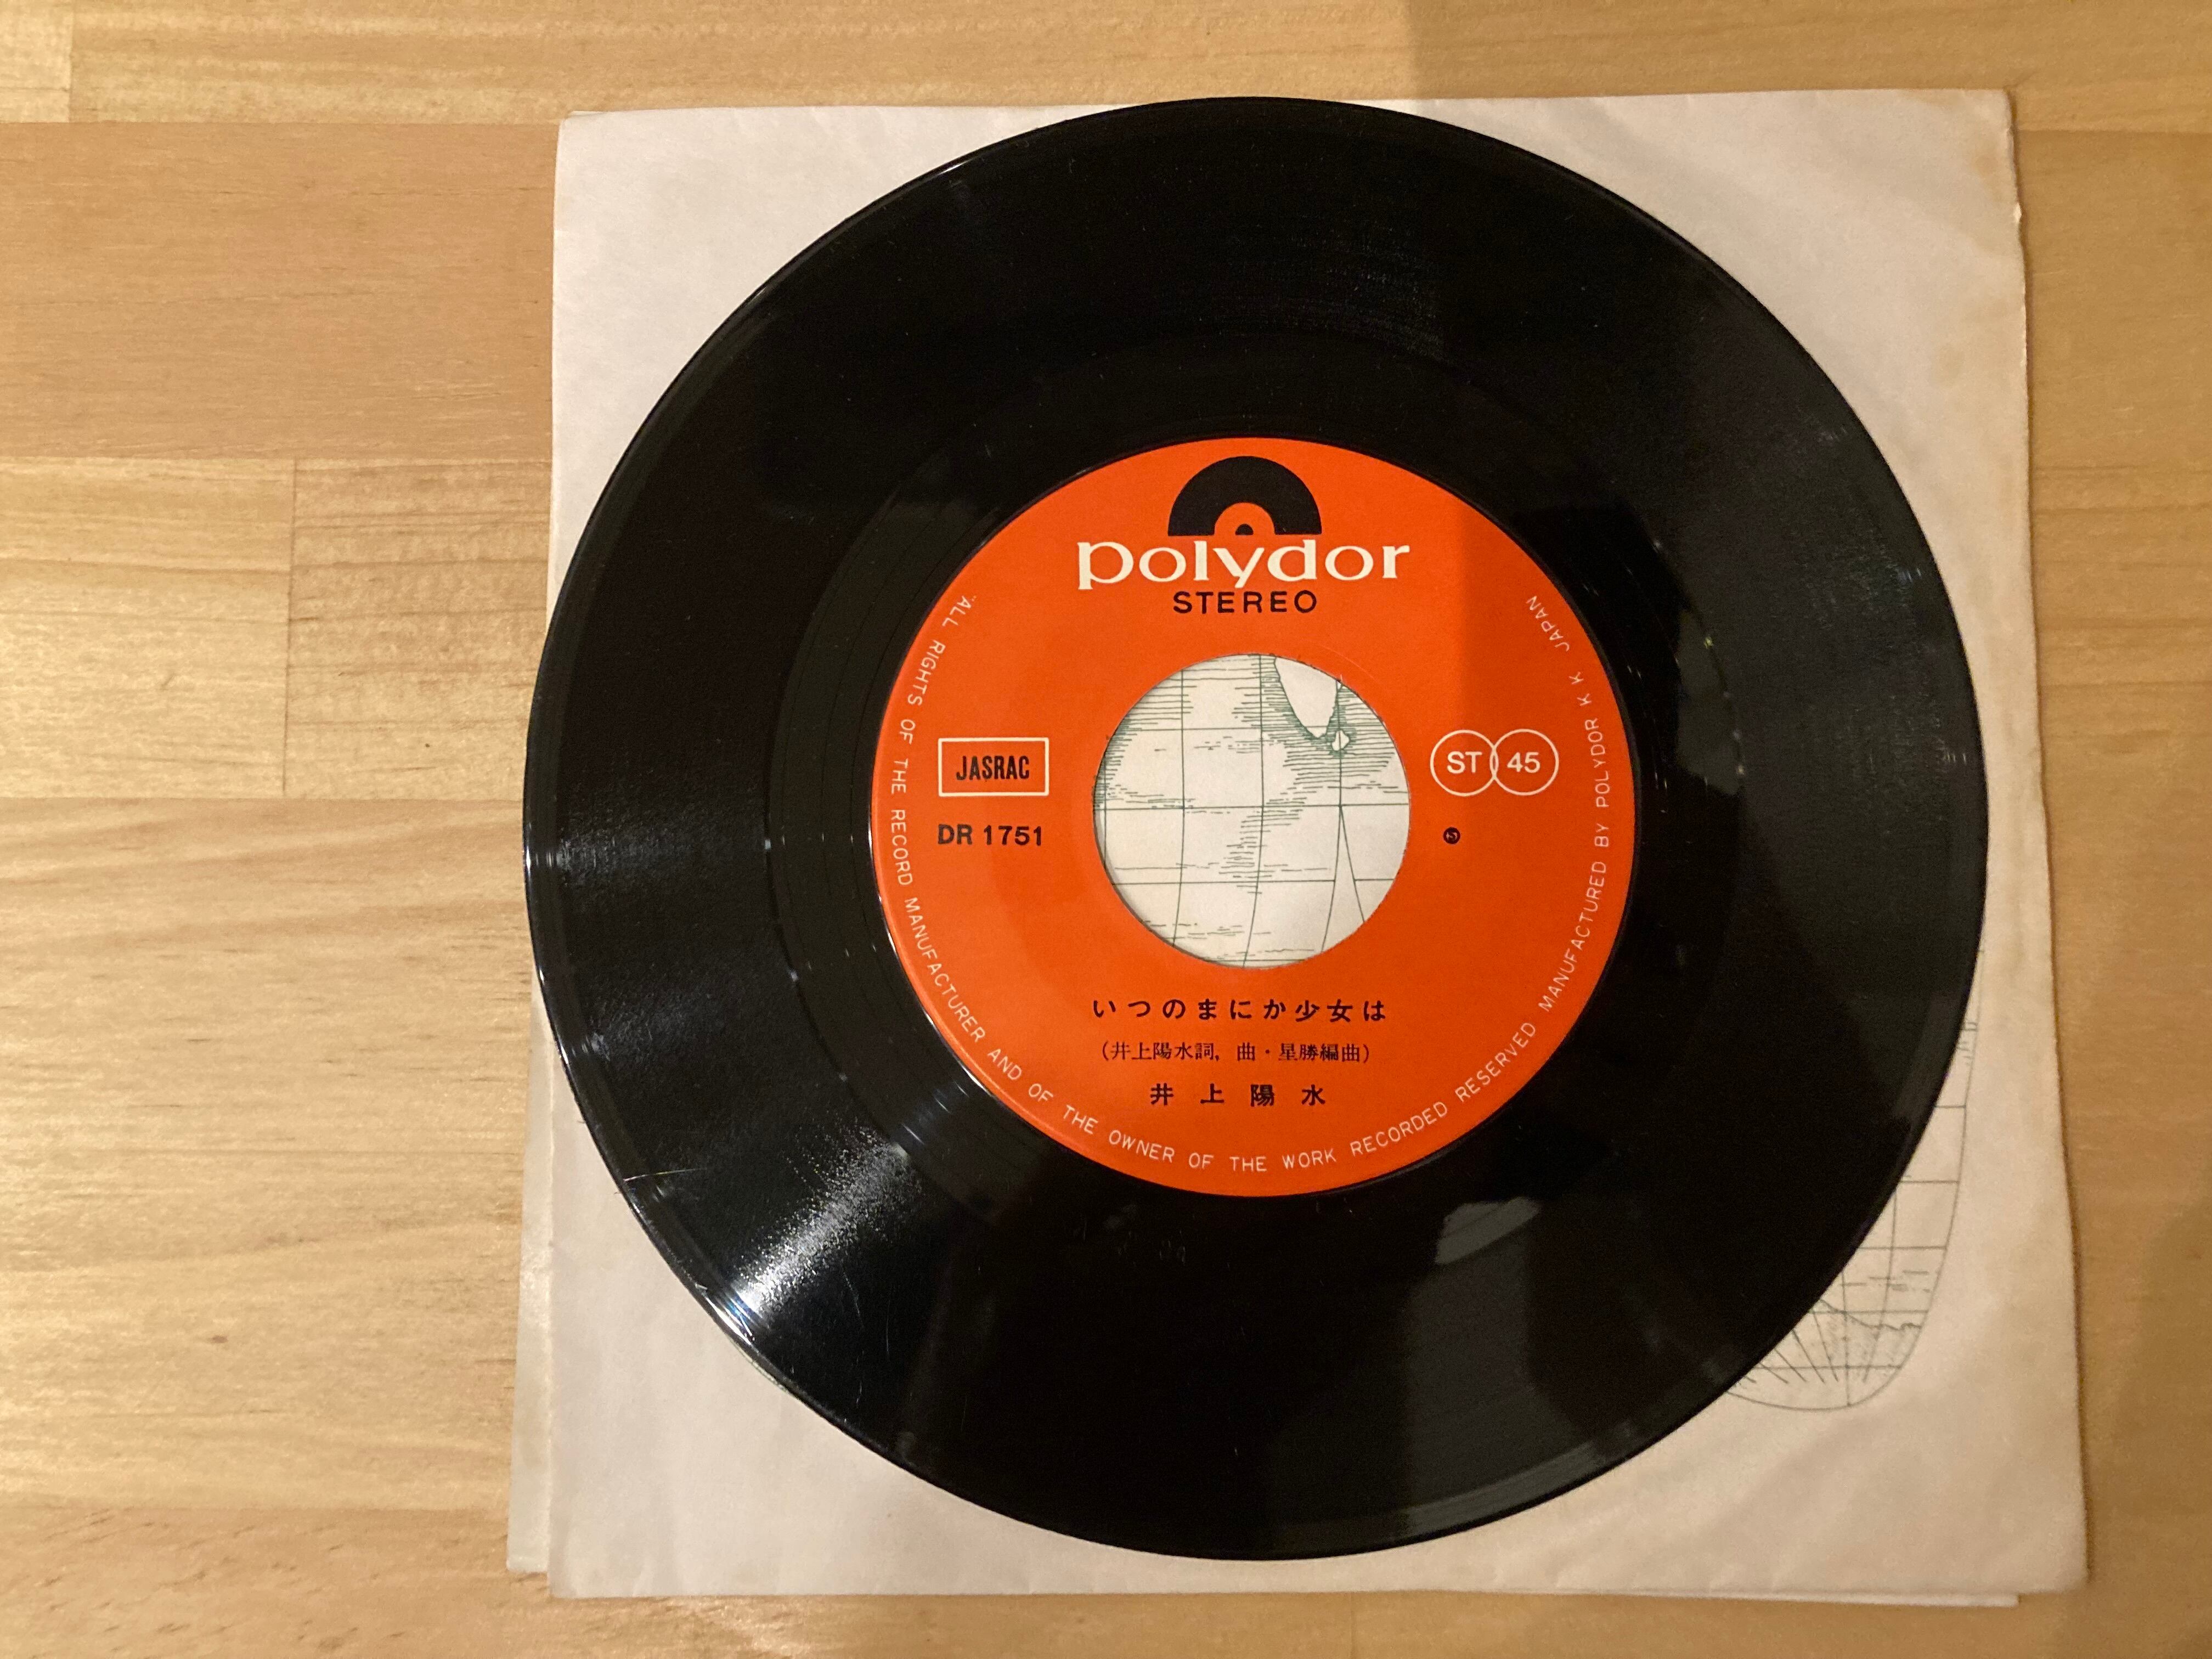 polydor
STEREO
JASRAC
DR 1751
ST 45
いつのまにか少女は
(井上陽水詞, 曲・星勝編曲)
井上陽水
"ALL RIGHTS OF THE RECORD MANUFACTURER AND OF THE OWNER OF THE WORK RECORDED RESERVED MANUFACTURED BY POLYDOR K K JAPAN